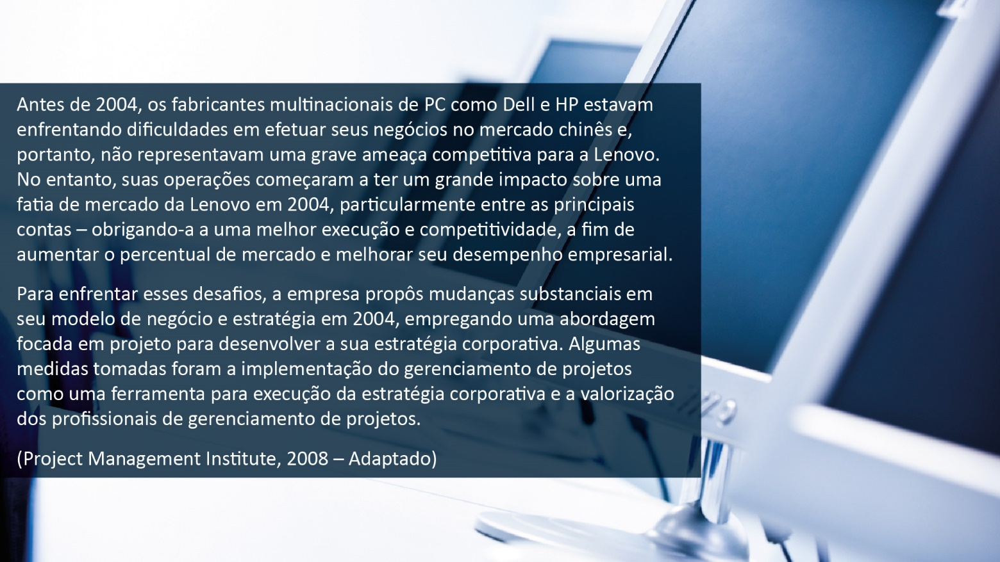 Antes de 2004, os fabricantes multinacionais de PC como Dell e HP estavam
enfrentando dificuldades em efetuar seus negócios no mercado chinês e,
portanto, não representavam uma grave ameaça competitiva para a Lenovo.
No entanto, suas operações começaram a ter um grande impacto sobre uma
fatia de mercado da Lenovo em 2004, particularmente entre as principais
contas – obrigando-a a uma melhor execução e competitividade, a fim de
aumentar o percentual de mercado e melhorar seu desempenho empresarial.
Para enfrentar esses desafios, a empresa propôs mudanças substanciais em
seu modelo de negócio e estratégia em 2004, empregando uma abordagem
focada em projeto para desenvolver a sua estratégia corporativa. Algumas
medidas tomadas foram a implementação do gerenciamento de projetos
como uma ferramenta para execução da estratégia corporativa e a valorização
dos profissionais de gerenciamento de projetos.
(Project Management Institute, 2008 – Adaptado)